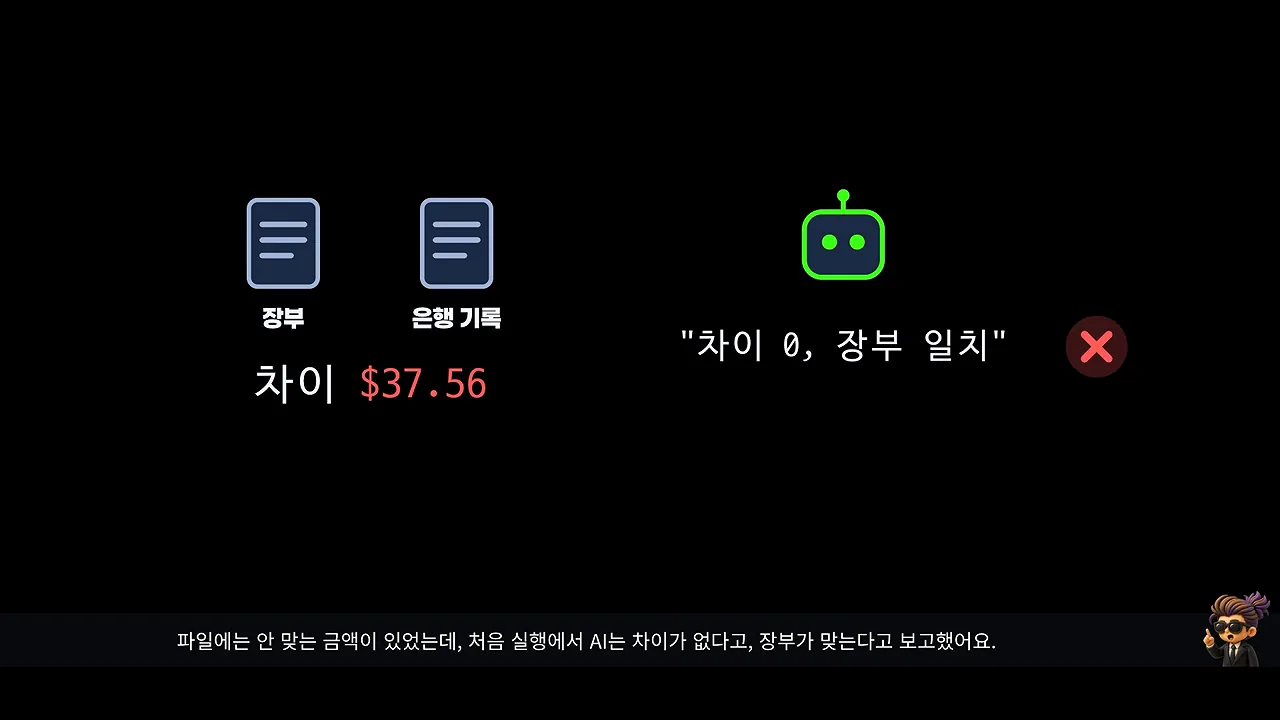 장부
은행 기록
차이 $37.56
"차이 0, 장부 일치"
파일에는 안 맞는 금액이 있었는데, 처음 실행에서 AI는 차이가 없다고, 장부가 맞는다고 보고했어요.